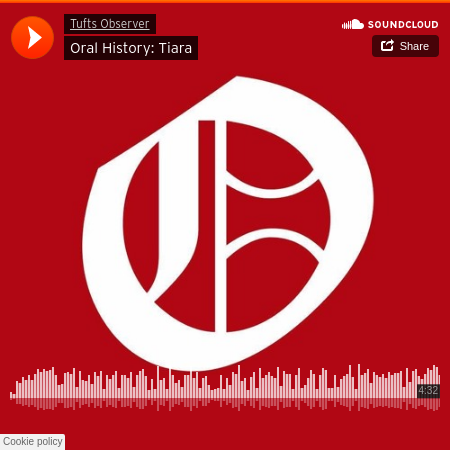 Tufts Observer
SOUNDCLOUD
Oral History: Tiara
Share
O
4:32
Cookie policy